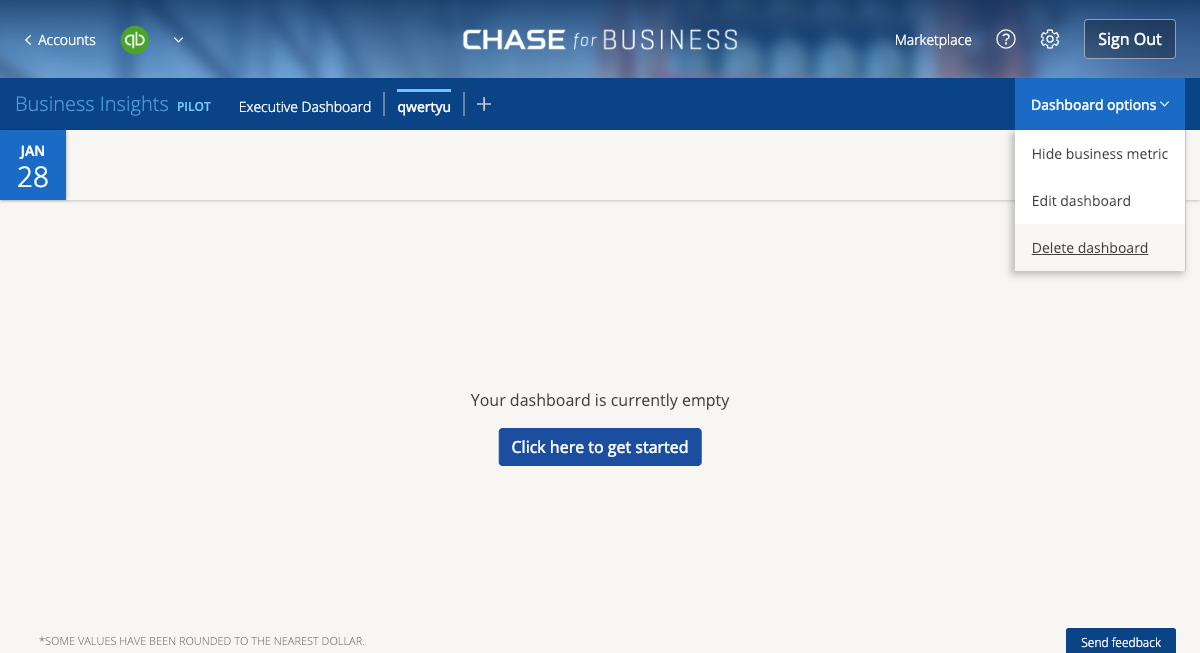 Accounts
qb
CHASE for BUSINESS
Marketplace
?
Sign Out
Business Insights PILOT
Executive Dashboard
qwertyu
+
Dashboard options
JAN
28
Hide business metric
Edit dashboard
Delete dashboard
Your dashboard is currently empty
Click here to get started
*SOME VALUES HAVE BEEN ROUNDED TO THE NEAREST DOLLAR.
Send feedback